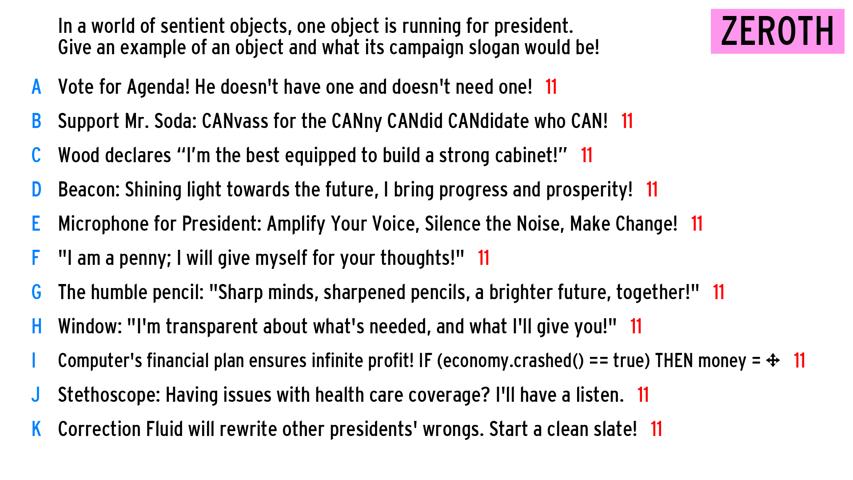 In a world of sentient objects, one object is running for president.
Give an example of an object and what its campaign slogan would be!
ZEROTH
A Vote for Agenda! He doesn't have one and doesn't need one! 11
B Support Mr. Soda: CANvass for the CANny CANdid CANdidate who CAN! 11
C Wood declares “I’m the best equipped to build a strong cabinet!” 11
D Beacon: Shining light towards the future, I bring progress and prosperity! 11
E Microphone for President: Amplify Your Voice, Silence the Noise, Make Change! 11
F "I am a penny; I will give myself for your thoughts!" 11
G The humble pencil: "Sharp minds, sharpened pencils, a brighter future, together!" 11
H Window: "I'm transparent about what's needed, and what I'll give you!" 11
I Computer's financial plan ensures infinite profit! IF (economy.crashed() == true) THEN money = ✢ 11
J Stethoscope: Having issues with health care coverage? I'll have a listen. 11
K Correction Fluid will rewrite other presidents' wrongs. Start a clean slate! 11